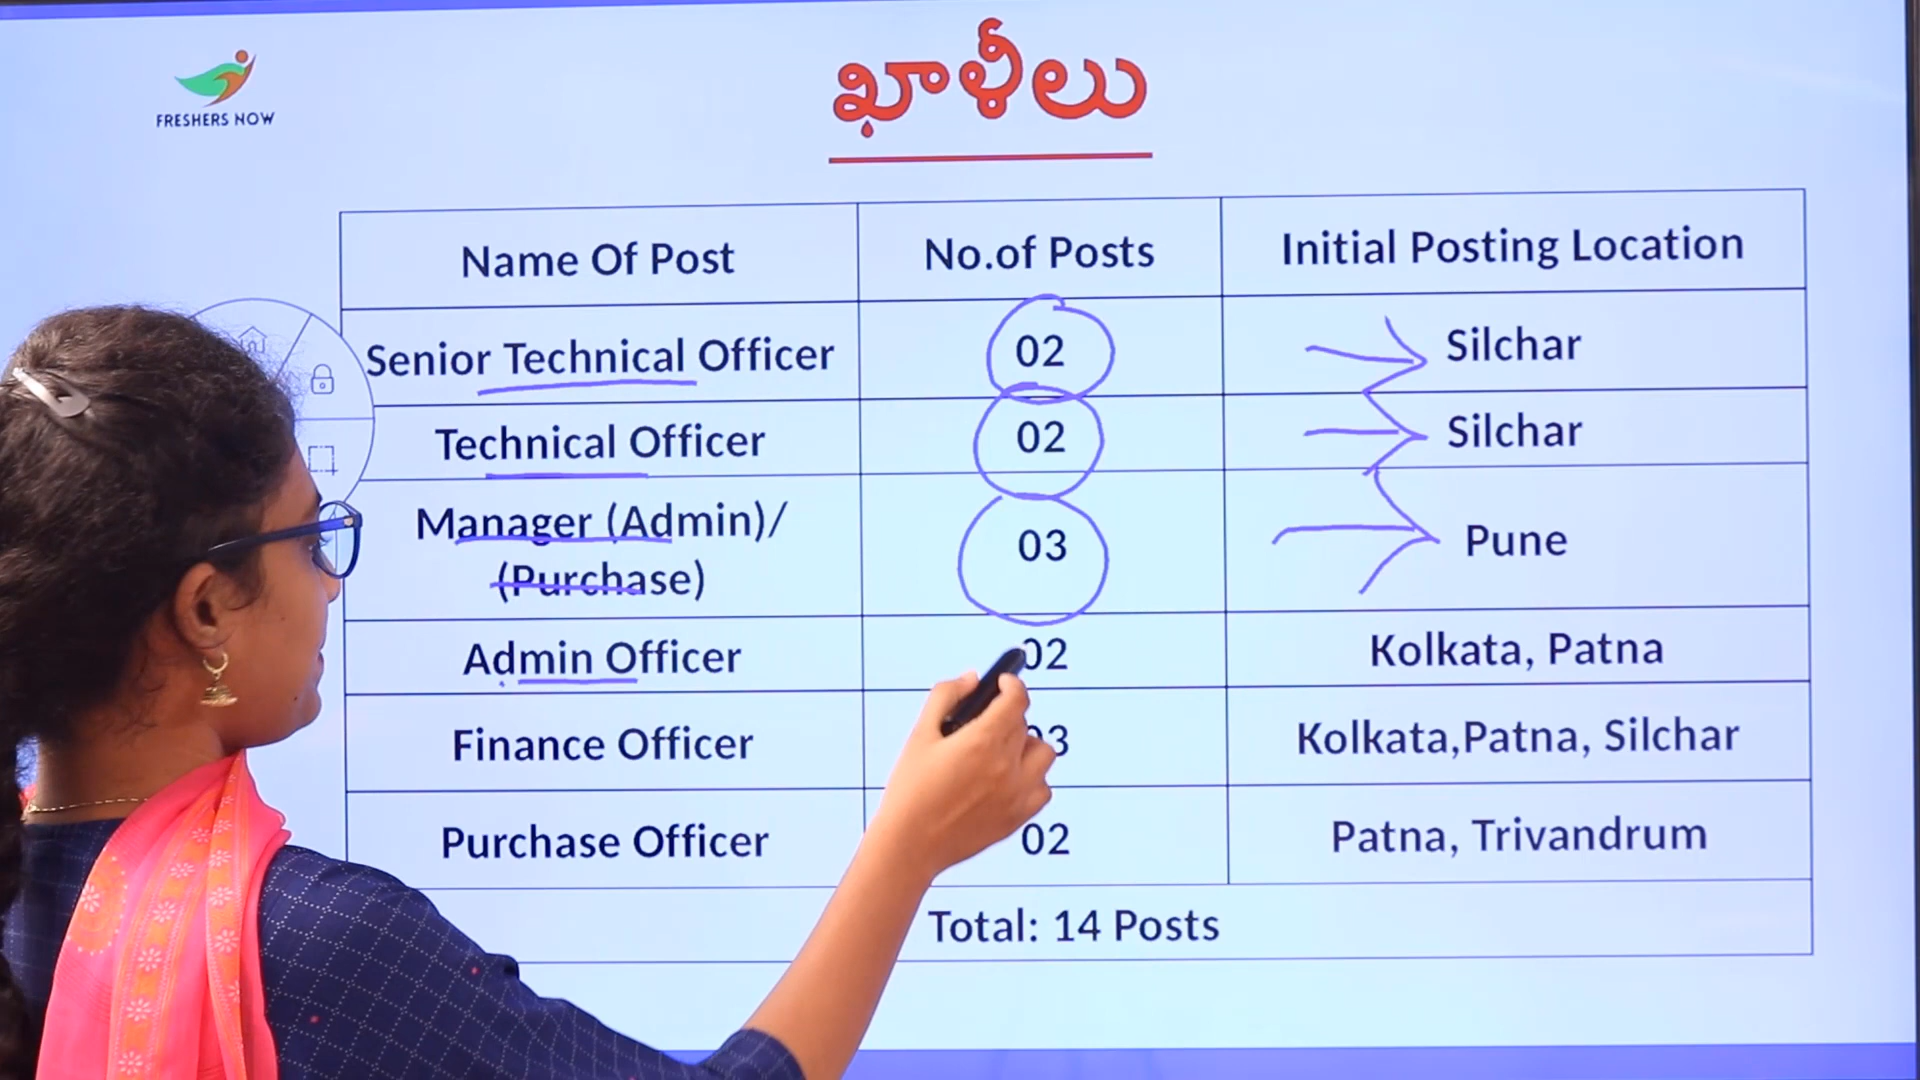 FRESHERS NOW
ఖాళీలు
Name Of Post No.of Posts Initial Posting Location
Senior Technical Officer 02 Silchar
Technical Officer 02 Silchar
Manager (Admin)/
(Purchase) 03 Pune
Admin Officer 02 Kolkata, Patna
Finance Officer 03 Kolkata,Patna, Silchar
Purchase Officer 02 Patna, Trivandrum
Total: 14 Posts